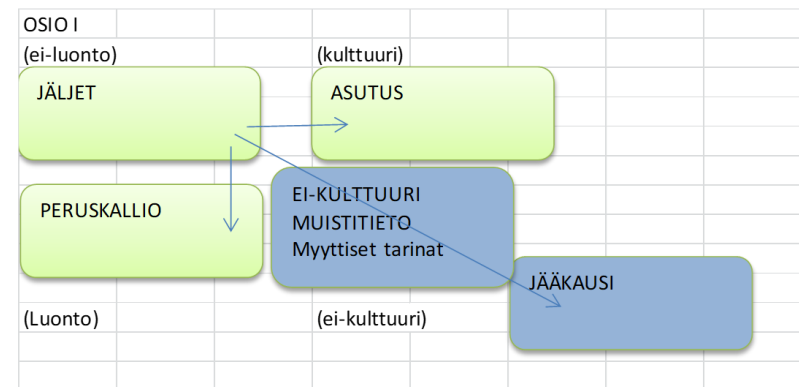 OSIO I
(ei-luonto)
(kulttuuri)
JÄLJET
ASUTUS
PERUSKALLIO
EI-KULTTUURI
MUISTITIETO
Myyttiset tarinat
JÄÄKAUSI
(Luonto)
(ei-kulttuuri)